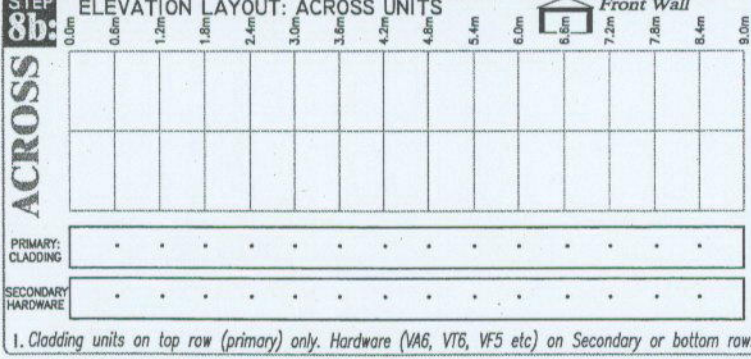 STEP
8b:
ELEVATION LAYOUT: ACROSS UNITS
Front Wall
0.0m 0.6m 1.2m 1.8m 2.4m 3.0m 3.6m 4.2m 4.8m 5.4m 6.0m 6.6m 7.2m 7.8m 8.4m 9.0m
ACROSS
PRIMARY:
CLADDING
SECONDARY
HARDWARE
1. Cladding units on top row (primary) only. Hardware (VA6, VT6, VF5 etc) on Secondary or bottom row